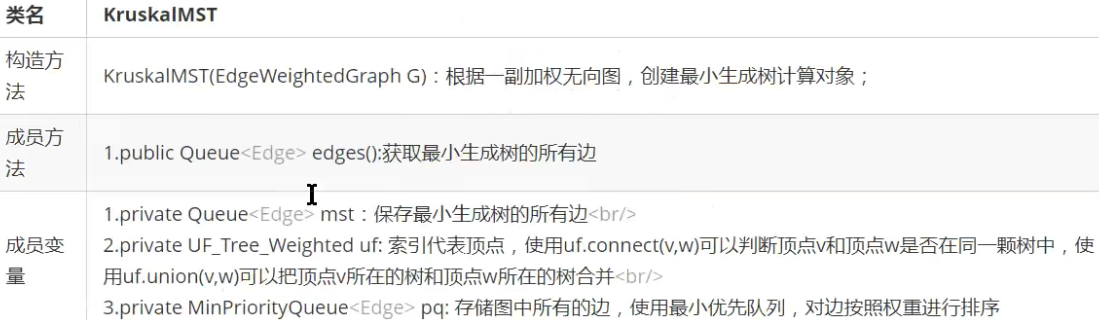 类名 KruskalMST
构造方法 KruskalMST(EdgeWeightedGraph G)：根据一副加权无向图，创建最小生成树计算对象；
成员方法 1.public Queue<Edge> edges():获取最小生成树的所有边
成员变量 1.private Queue<Edge> mst：保存最小生成树的所有边<br/>
2.private UF_Tree_Weighted uf: 索引代表顶点，使用uf.connect(v,w)可以判断顶点v和顶点w是否在同一颗树中，使
用uf.union(v,w)可以把顶点v所在的树和顶点w所在的树合并<br/>
3.private MinPriorityQueue<Edge> pq: 存储图中所有的边，使用最小优先队列，对边按照权重进行排序